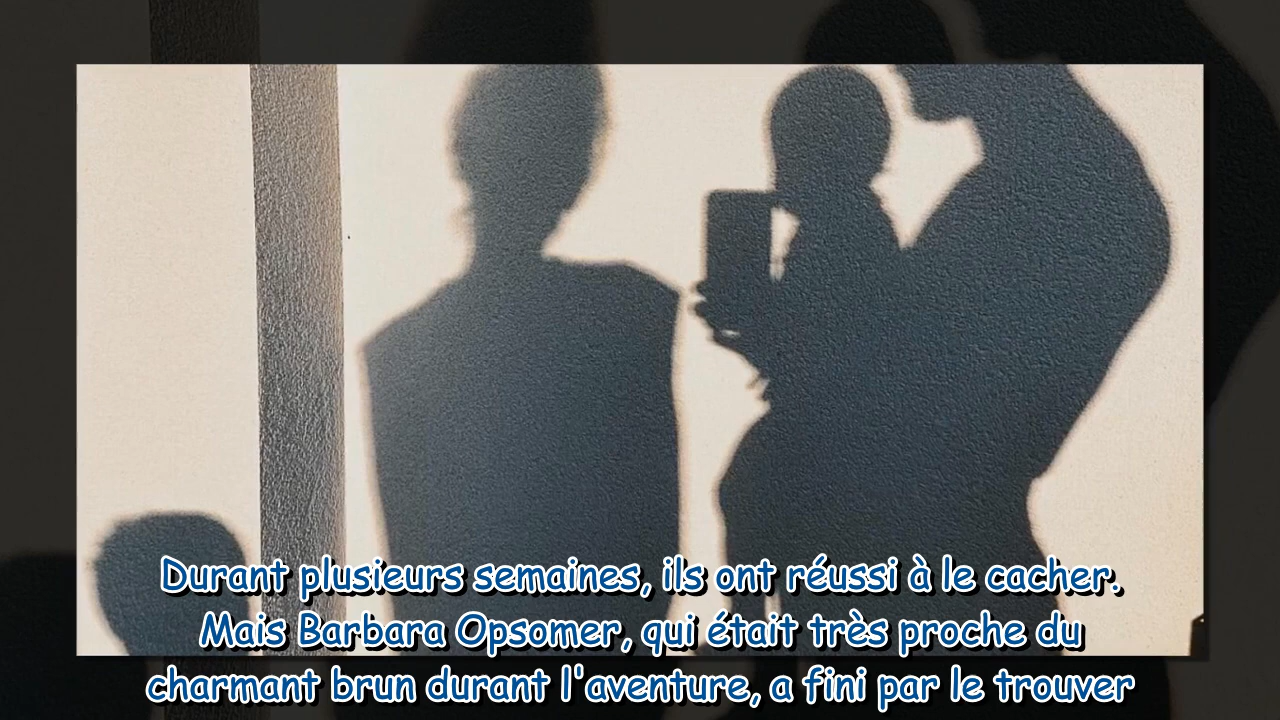 Durant plusieurs semaines, ils ont réussi à le cacher.
Mais Barbara Opsomer, qui était très proche du
charmant brun durant l'aventure, a fini par le trouver